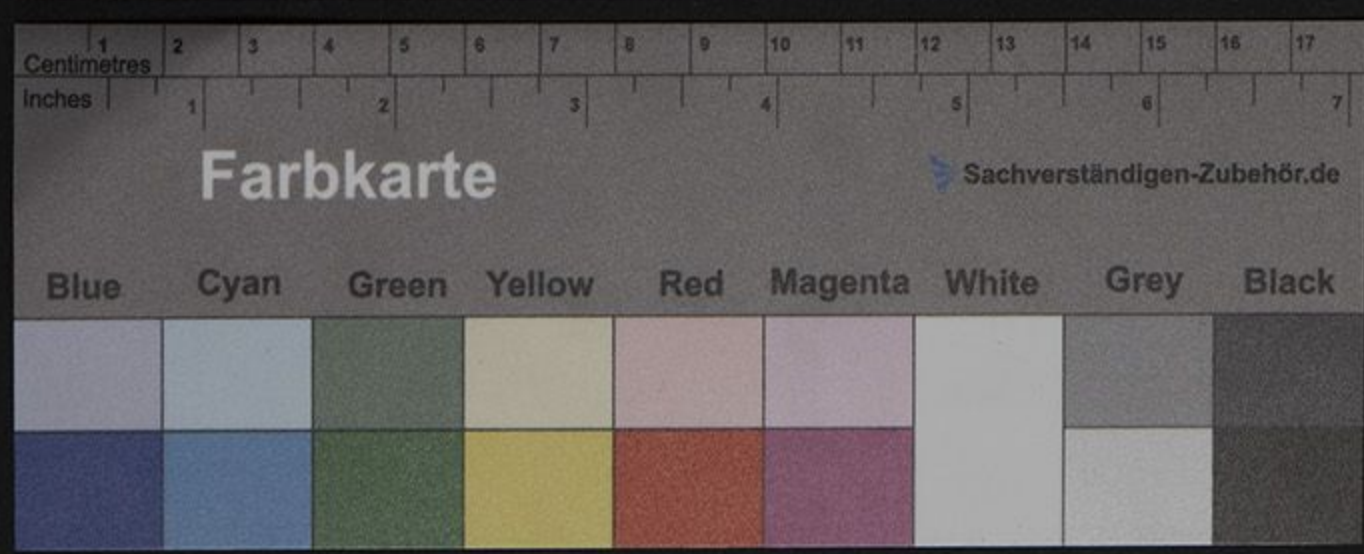 1 2 3 4 5 6 7 8 9 10 11 12 13 14 15 16 17
Centimetres
Inches 1 2 3 4 5 6 7
Farbkarte
Sachverständigen-Zubehör.de
Blue Cyan Green Yellow Red Magenta White Grey Black